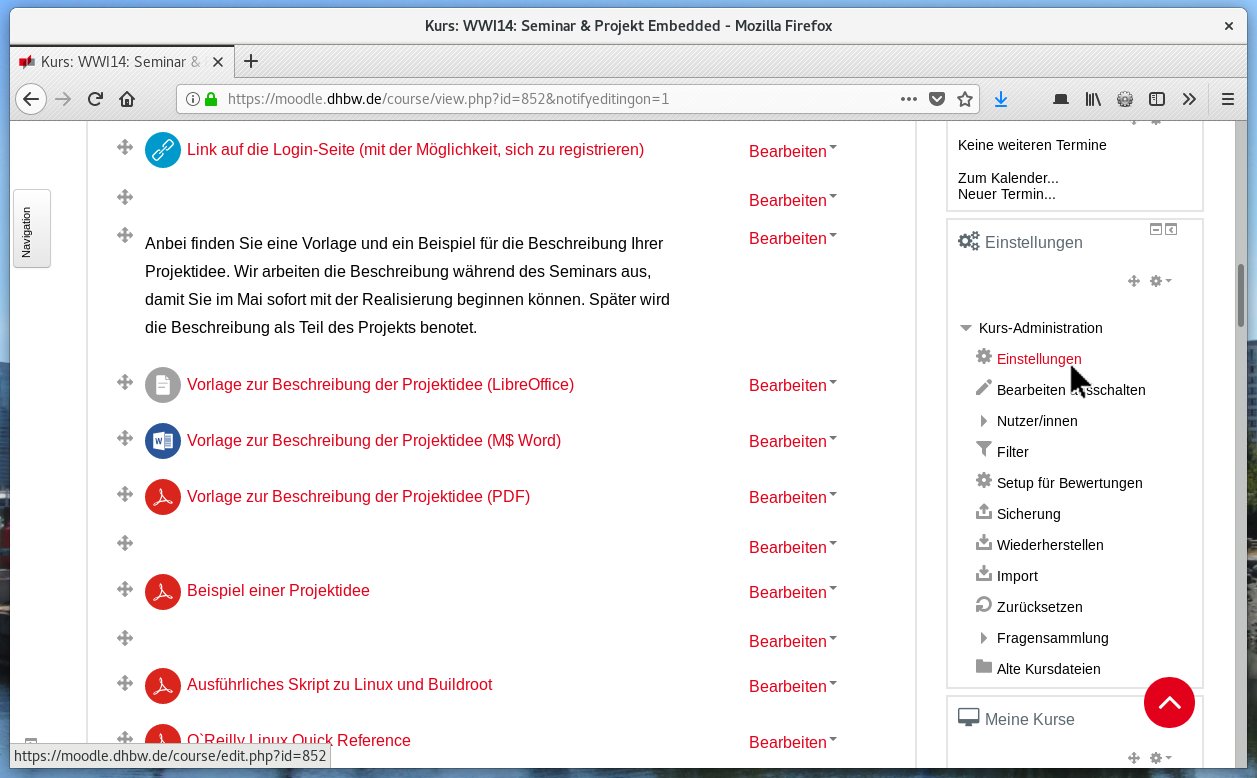 Kurs: WWI14: Seminar & Projekt Embedded - Mozilla Firefox
Kurs: WWI14: Seminar &
https://moodle.dhbw.de/course/view.php?id=852&notifyeditingon=1
Navigation
Link auf die Login-Seite (mit der Möglichkeit, sich zu registrieren)
Bearbeiten
Bearbeiten
Anbei finden Sie eine Vorlage und ein Beispiel für die Beschreibung Ihrer
Bearbeiten
Projektidee. Wir arbeiten die Beschreibung während des Seminars aus,
damit Sie im Mai sofort mit der Realisierung beginnen können. Später wird
die Beschreibung als Teil des Projekts benotet.
Vorlage zur Beschreibung der Projektidee (LibreOffice)
Bearbeiten
Vorlage zur Beschreibung der Projektidee (M$ Word)
Bearbeiten
Vorlage zur Beschreibung der Projektidee (PDF)
Bearbeiten
Bearbeiten
Beispiel einer Projektidee
Bearbeiten
Bearbeiten
Ausführliches Skript zu Linux und Buildroot
Bearbeiten
O`Reilly Linux Quick Reference
Bearbeiten
https://moodle.dhbw.de/course/edit.php?id=852
Keine weiteren Termine
Zum Kalender...
Neuer Termin...
Einstellungen
Kurs-Administration
Einstellungen
Bearbeiten
Nutzer/innen
Filter
Setup für Bewertungen
Sicherung
Wiederherstellen
Import
Zurücksetzen
Fragensammlung
Alte Kursdateien
Meine Kurse